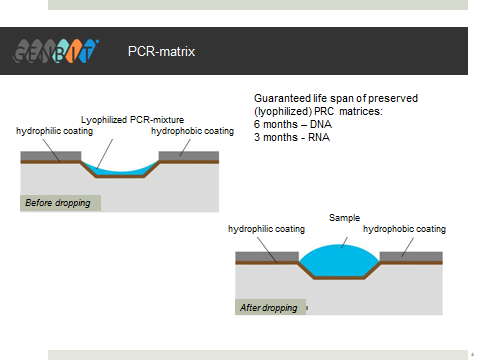 GENBIT
PCR-matrix
Guaranteed life span of preserved
(lyophilized) PRC matrices:
6 months – DNA
3 months - RNA
Lyophilized PCR-mixture
hydrophilic coating
hydrophobic coating
Before dropping
Sample
hydrophilic coating
hydrophobic coating
After dropping
4